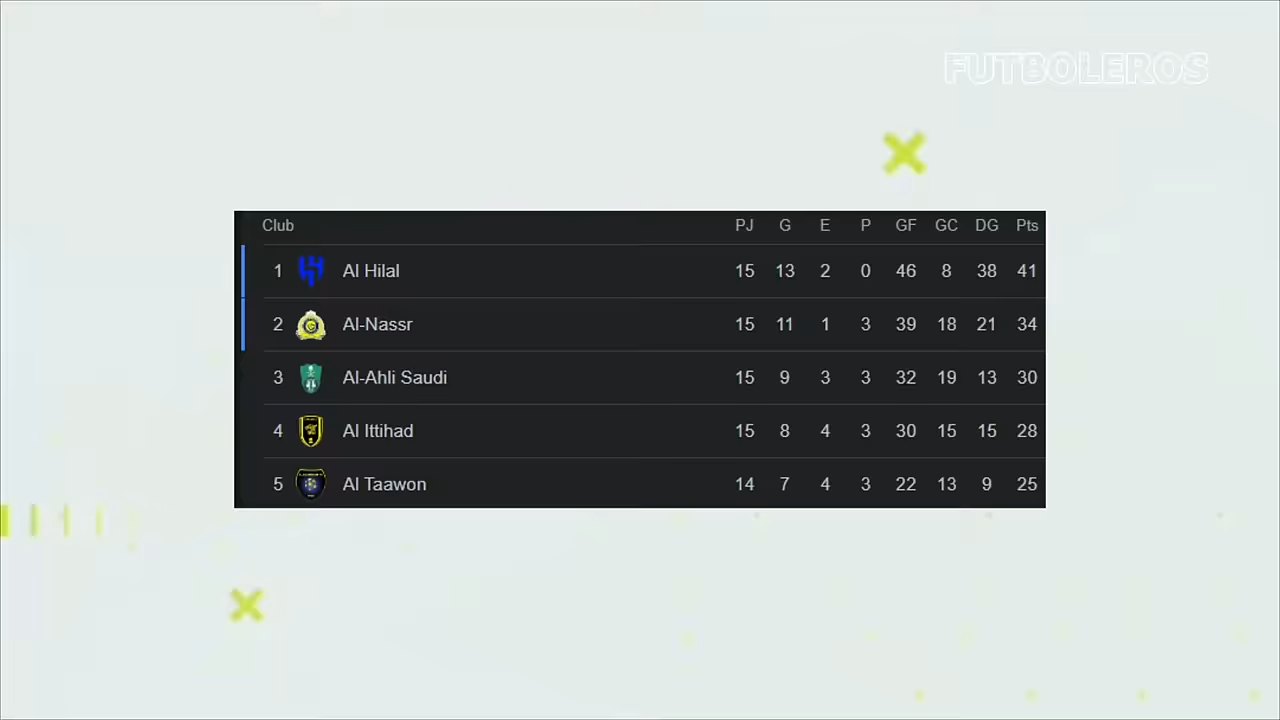 FUTBOLEROS
Club PJ G E P GF GC DG Pts
1 Al Hilal 15 13 2 0 46 8 38 41
2 Al-Nassr 15 11 1 3 39 18 21 34
3 Al-Ahli Saudi 15 9 3 3 32 19 13 30
4 Al Ittihad 15 8 4 3 30 15 15 28
5 Al Taawon 14 7 4 3 22 13 9 25